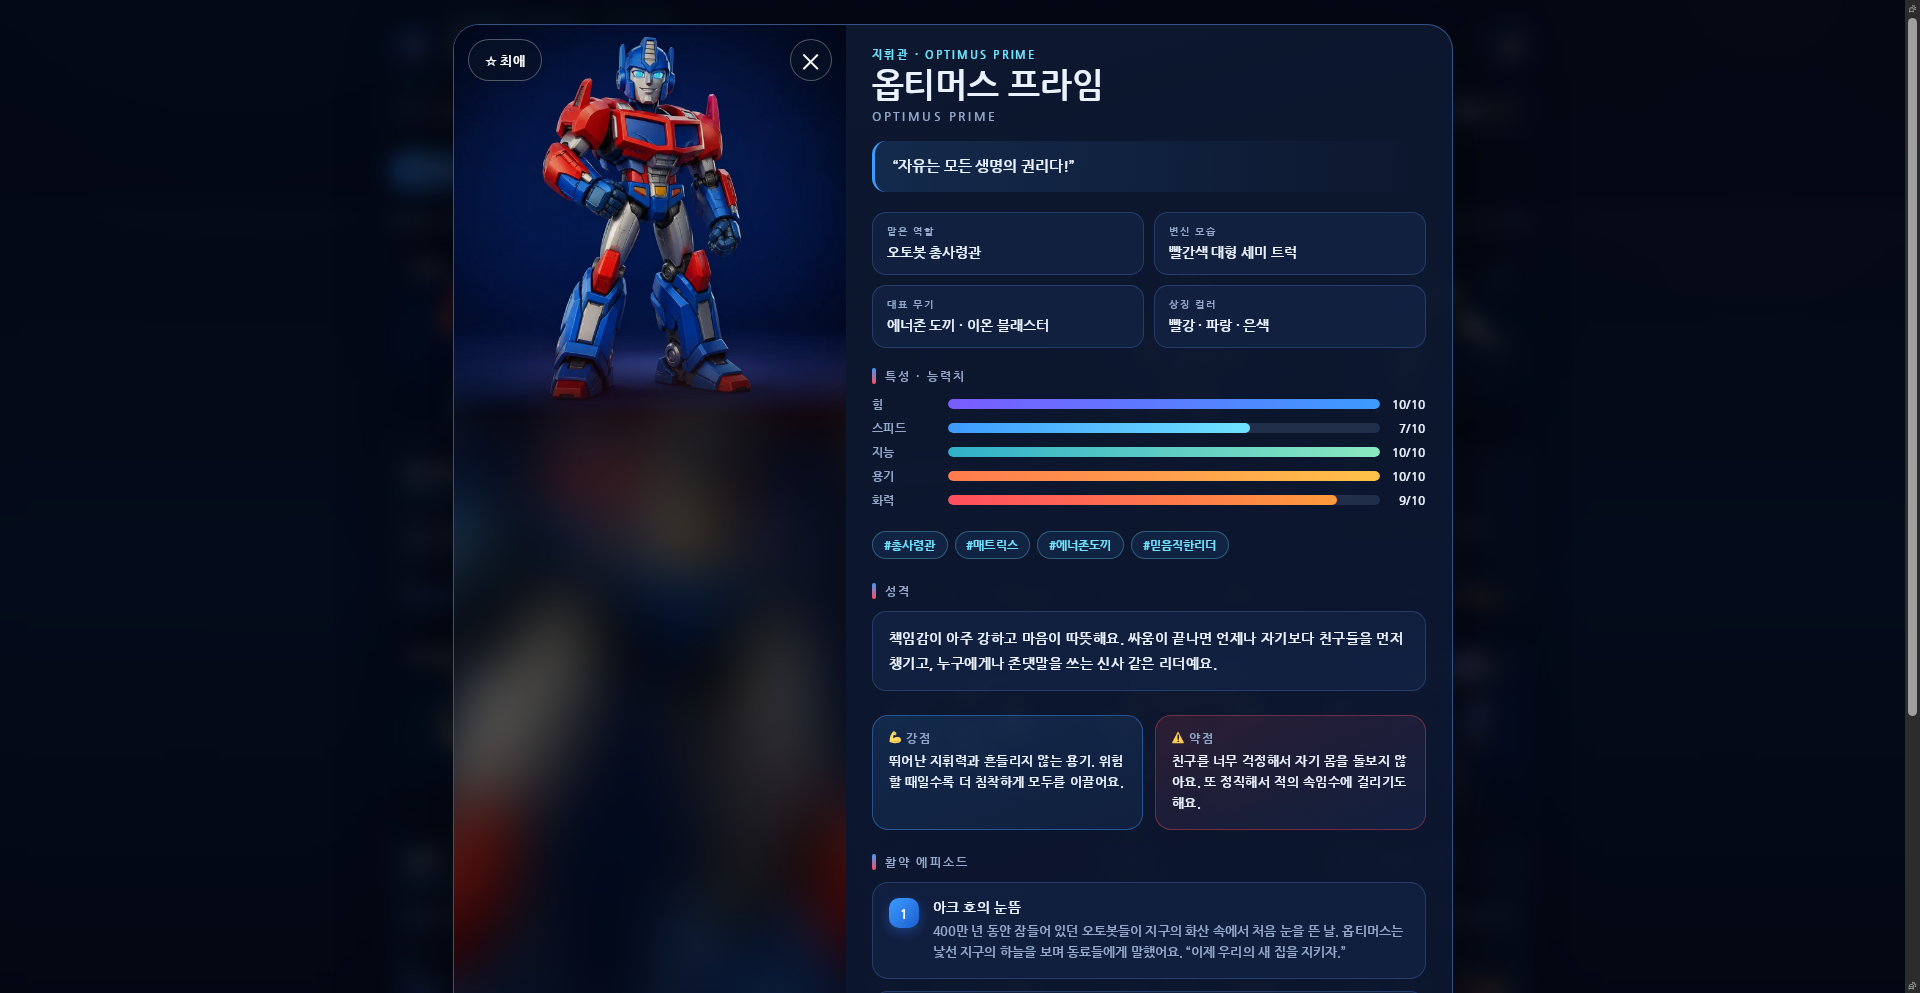 ☆ 최애
지휘관 · OPTIMUS PRIME
옵티머스 프라임
OPTIMUS PRIME
“자유는 모든 생명의 권리다!”
맡은 역할
오토봇 총사령관
변신 모습
빨간색 대형 세미 트럭
대표 무기
에너존 도끼 · 이온 블래스터
상징 컬러
빨강 · 파랑 · 은색
특성 · 능력치
힘 10/10
스피드 7/10
지능 10/10
용기 10/10
화력 9/10
#총사령관 #매트릭스 #에너존도끼 #믿음직한리더
성격
책임감이 아주 강하고 마음이 따뜻해요. 싸움이 끝나면 언제나 자기보다 친구들을 먼저
챙기고, 누구에게나 존댓말을 쓰는 신사 같은 리더예요.
💪 강점
뛰어난 지휘력과 흔들리지 않는 용기. 위험
할 때일수록 더 침착하게 모두를 이끌어요.
⚠️ 약점
친구를 너무 걱정해서 자기 몸을 돌보지 않
아요. 또 정직해서 적의 속임수에 걸리기도
해요.
활약 에피소드
1
아크 호의 눈뜸
400만 년 동안 잠들어 있던 오토봇들이 지구의 화산 속에서 처음 눈을 뜬 날. 옵티머스는
낯선 지구의 하늘을 보며 동료들에게 말했어요. “이제 우리의 새 집을 지키자.”